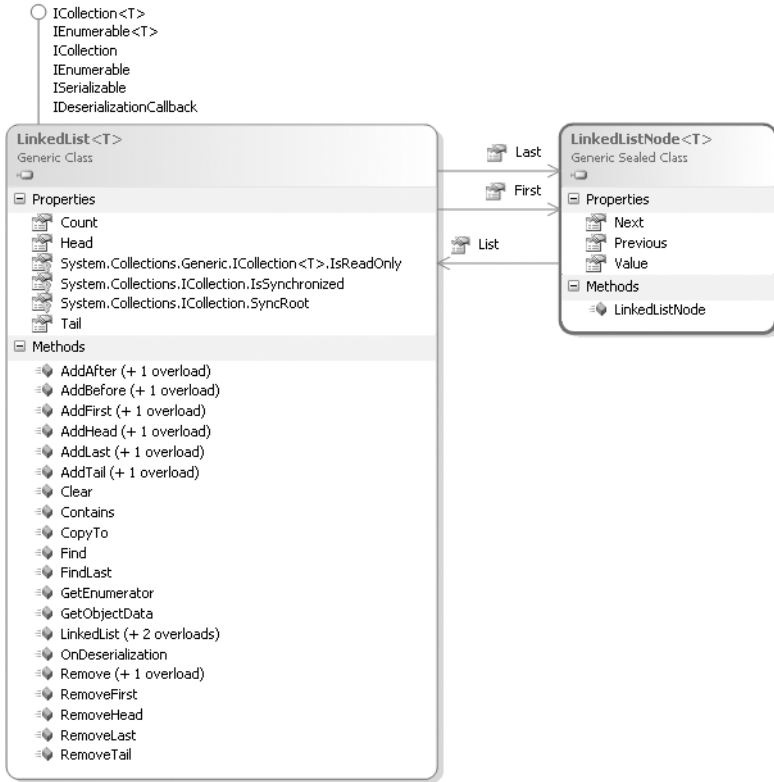 ICollection<T>
IEnumerable<T>
ICollection
IEnumerable
ISerializable
IDeserializationCallback
LinkedList<T>
Generic Class
Properties
Count
Head
System.Collections.Generic.ICollection<T>.IsReadOnly
System.Collections.ICollection.IsSynchronized
System.Collections.ICollection.SyncRoot
Tail
Methods
AddAfter (+ 1 overload)
AddBefore (+ 1 overload)
AddFirst (+ 1 overload)
AddHead (+ 1 overload)
AddLast (+ 1 overload)
AddTail (+ 1 overload)
Clear
Contains
CopyTo
Find
FindLast
GetEnumerator
GetObjectData
LinkedList (+ 2 overloads)
OnDeserialization
Remove (+ 1 overload)
RemoveFirst
RemoveHead
RemoveLast
RemoveTail
Last
First
List
LinkedListNode<T>
Generic Sealed Class
Properties
Next
Previous
Value
Methods
LinkedListNode